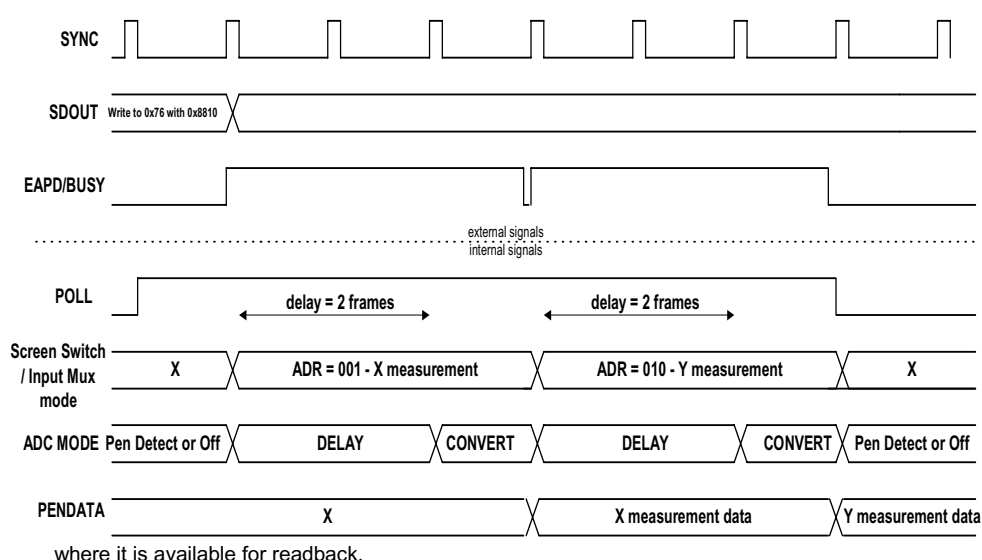 SYNC
SDOUT Write to 0x76 with 0x8810
EAPD/BUSY
external signals
internal signals
POLL
delay = 2 frames delay = 2 frames
Screen Switch
/ Input Mux
mode
X ADR = 001 - X measurement ADR = 010 - Y measurement X
ADC MODE Pen Detect or Off DELAY CONVERT DELAY CONVERT Pen Detect or Off
PENDATA X X measurement data Y measurement data
where it is available for readback.